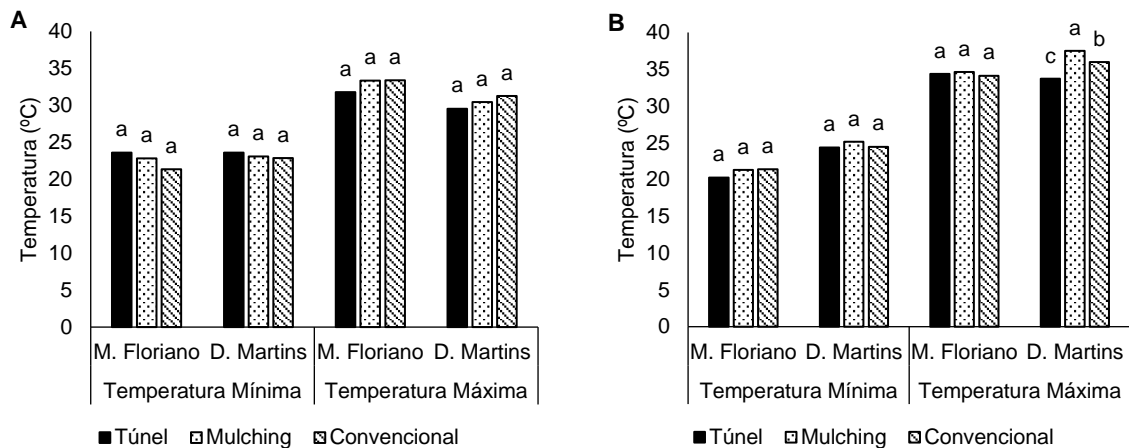 A
Temperatura (ºC)
40
35
30
25
20
15
10
5
0
a a a a a a a a a a a a
M. Floriano D. Martins M. Floriano D. Martins
Temperatura Mínima Temperatura Máxima
Túnel Mulching Convencional
B
Temperatura (ºC)
40
35
30
25
20
15
10
5
0
a a a a a a a a a c a b
M. Floriano D. Martins M. Floriano D. Martins
Temperatura Mínima Temperatura Máxima
Túnel Mulching Convencional